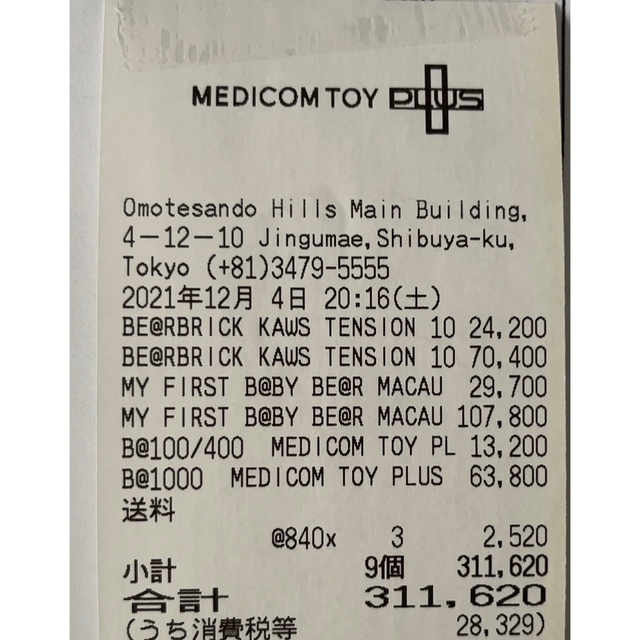 MEDICOM TOY PLUS
Omotesando Hills Main Building,
4-12-10 Jingumae,Shibuya-ku,
Tokyo (+81)3479-5555
2021年12月 4日 20:16(土)
BE@RBRICK KAWS TENSION 10 24,200
BE@RBRICK KAWS TENSION 10 70,400
MY FIRST B@BY BE@R MACAU 29,700
MY FIRST B@BY BE@R MACAU 107,800
B@100/400 MEDICOM TOY PL 13,200
B@1000 MEDICOM TOY PLUS 63,800
送料
@840x 3 2,520
小計 9個 311,620
合計 311,620
(うち消費税等 28,329)